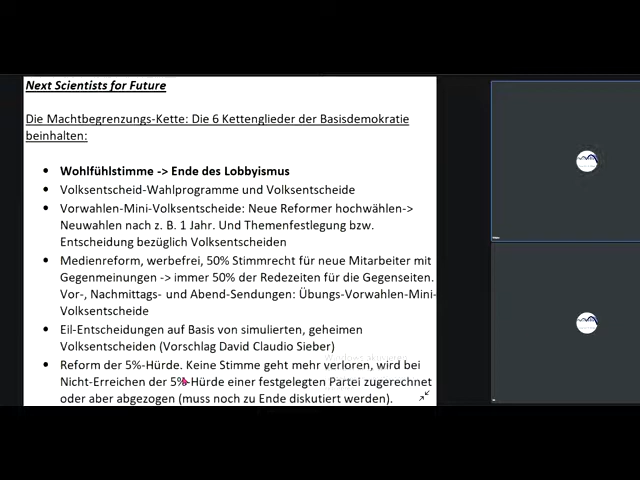 Next Scientists for Future
Die Machtbegrenzungs-Kette: Die 6 Kettenglieder der Basisdemokratie
beinhalten:
• Wohlfühlstimme -> Ende des Lobbyismus
• Volksentscheid-Wahlprogramme und Volksentscheide
• Vorwahlen-Mini-Volksentscheide: Neue Reformer hochwählen->
Neuwahlen nach z. B. 1 Jahr. Und Themenfestlegung bzw.
Entscheidung bezüglich Volksentscheiden
• Medienreform, werbefrei, 50% Stimmrecht für neue Mitarbeiter mit
Gegenmeinungen -> immer 50% der Redezeiten für die Gegenseiten.
Vor-, Nachmittags- und Abend-Sendungen: Übungs-Vorwahlen-Mini-
Volksentscheide
• Eil-Entscheidungen auf Basis von simulierten, geheimen
Volksentscheiden (Vorschlag David Claudio Sieber)
• Reform der 5%-Hürde. Keine Stimme geht mehr verloren, wird bei
Nicht-Erreichen der 5%-Hürde einer festgelegten Partei zugerechnet
oder aber abgezogen (muss noch zu Ende diskutiert werden).